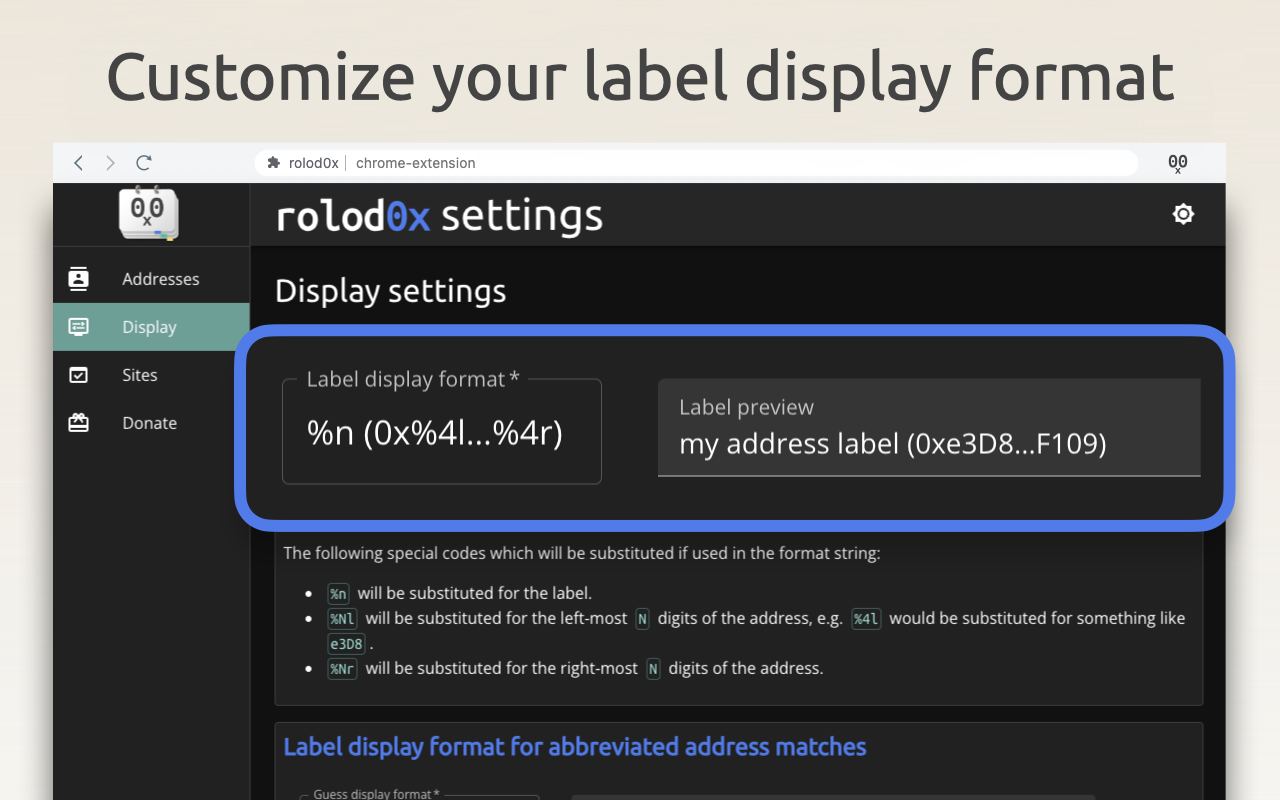 Customize your label display format
rolod0x | chrome-extension
00
x
00
x
rolod0x settings
Addresses
Display
Sites
Donate
Display settings
Label display format *
%n (0x%4l...%4r)
Label preview
my address label (0xe3D8...F109)
The following special codes which will be substituted if used in the format string:
• %n will be substituted for the label.
• %Nl will be substituted for the left-most N digits of the address, e.g. %4l would be substituted for something like
e3D8 .
• %Nr will be substituted for the right-most N digits of the address.
Label display format for abbreviated address matches
Guess display format *